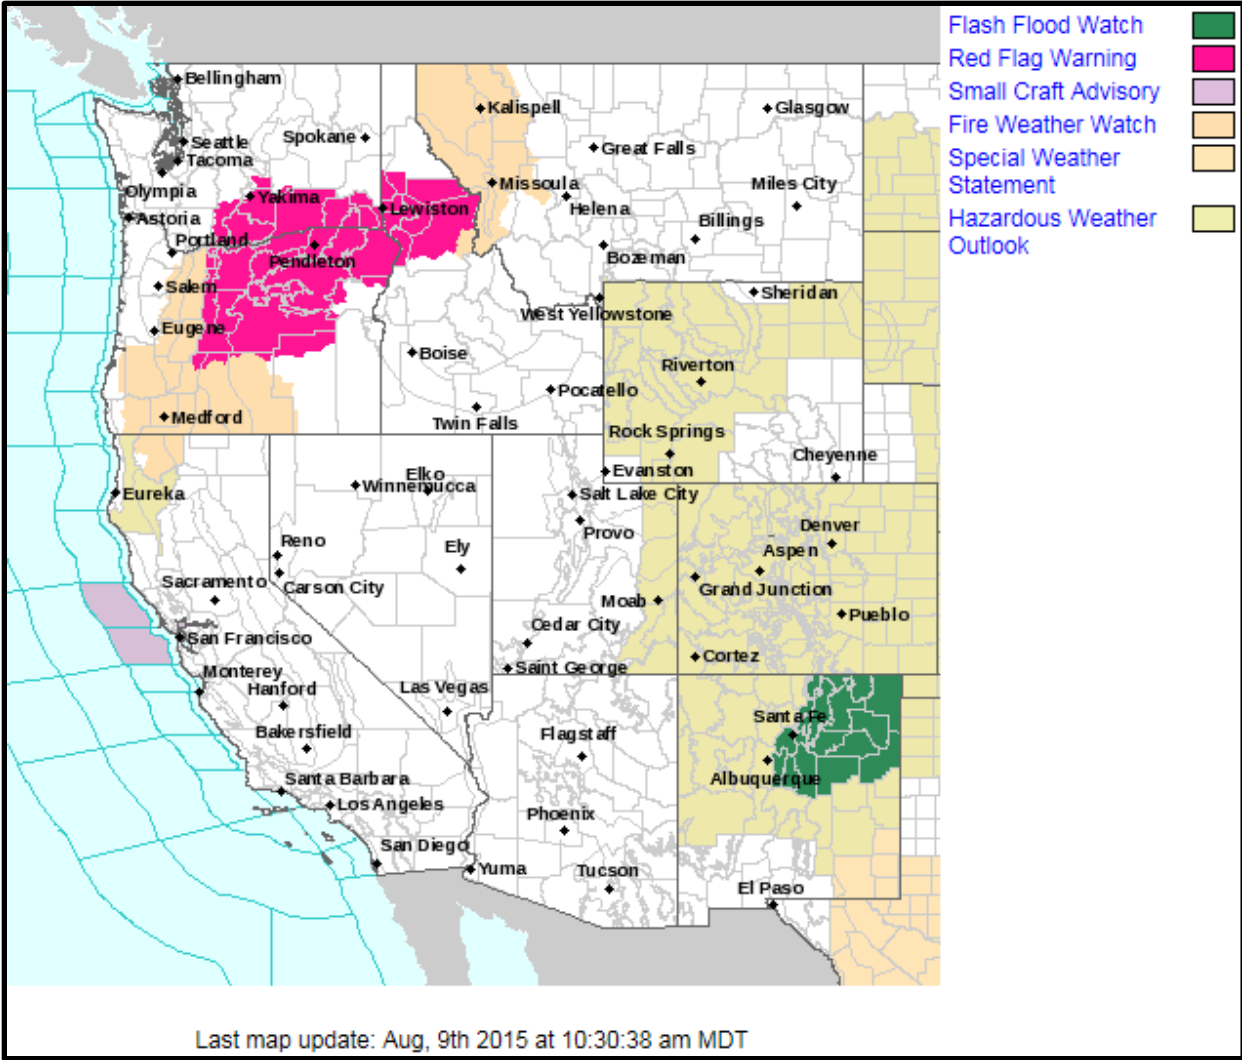 Flash Flood Watch
Red Flag Warning
Small Craft Advisory
Fire Weather Watch
Special Weather
Statement
Hazardous Weather
Outlook
Bellingham
Kalispell
Glasgow
Seattle
Spokane
Tacoma
Great Falls
Olympia
Yakima
Missoula
Miles City
Astoria
Lewiston
Helena
Billings
Portland
Pendleton
Bozeman
Salem
Sheridan
West Yellowstone
Eugene
Boise
Riverton
Pocatello
Medford
Twin Falls
Rock Springs
Cheyenne
Elko
Evanston
Eureka
Winnemucca
Salt Lake City
Provo
Denver
Reno
Ely
Aspen
Sacramento
Carson City
Grand Junction
Moab
Pueblo
Cedar City
San Francisco
Cortez
Monterey
Saint George
Hanford
Las Vegas
Santa Fe
Bakersfield
Flagstaff
Santa Barbara
Albuquerque
Los Angeles
Phoenix
San Diego
Yuma
Tucson
El Paso
Last map update: Aug, 9th 2015 at 10:30:38 am MDT